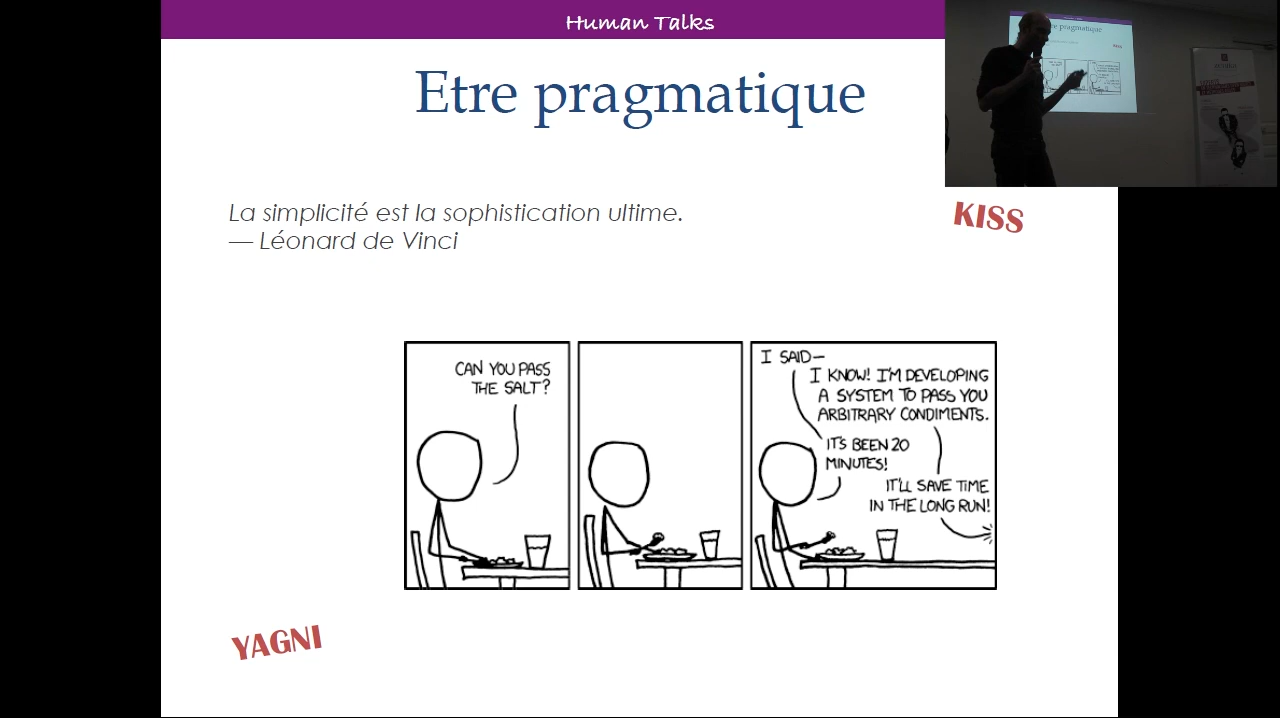 Human Talks
Etre pragmatique
La simplicité est la sophistication ultime.
— Léonard de Vinci
KISS
CAN YOU PASS
THE SALT?
I SAID—
I KNOW! I'M DEVELOPING
A SYSTEM TO PASS YOU
ARBITRARY CONDIMENTS.
IT'S BEEN 20
MINUTES!
IT'LL SAVE TIME
IN THE LONG RUN!
YAGNI